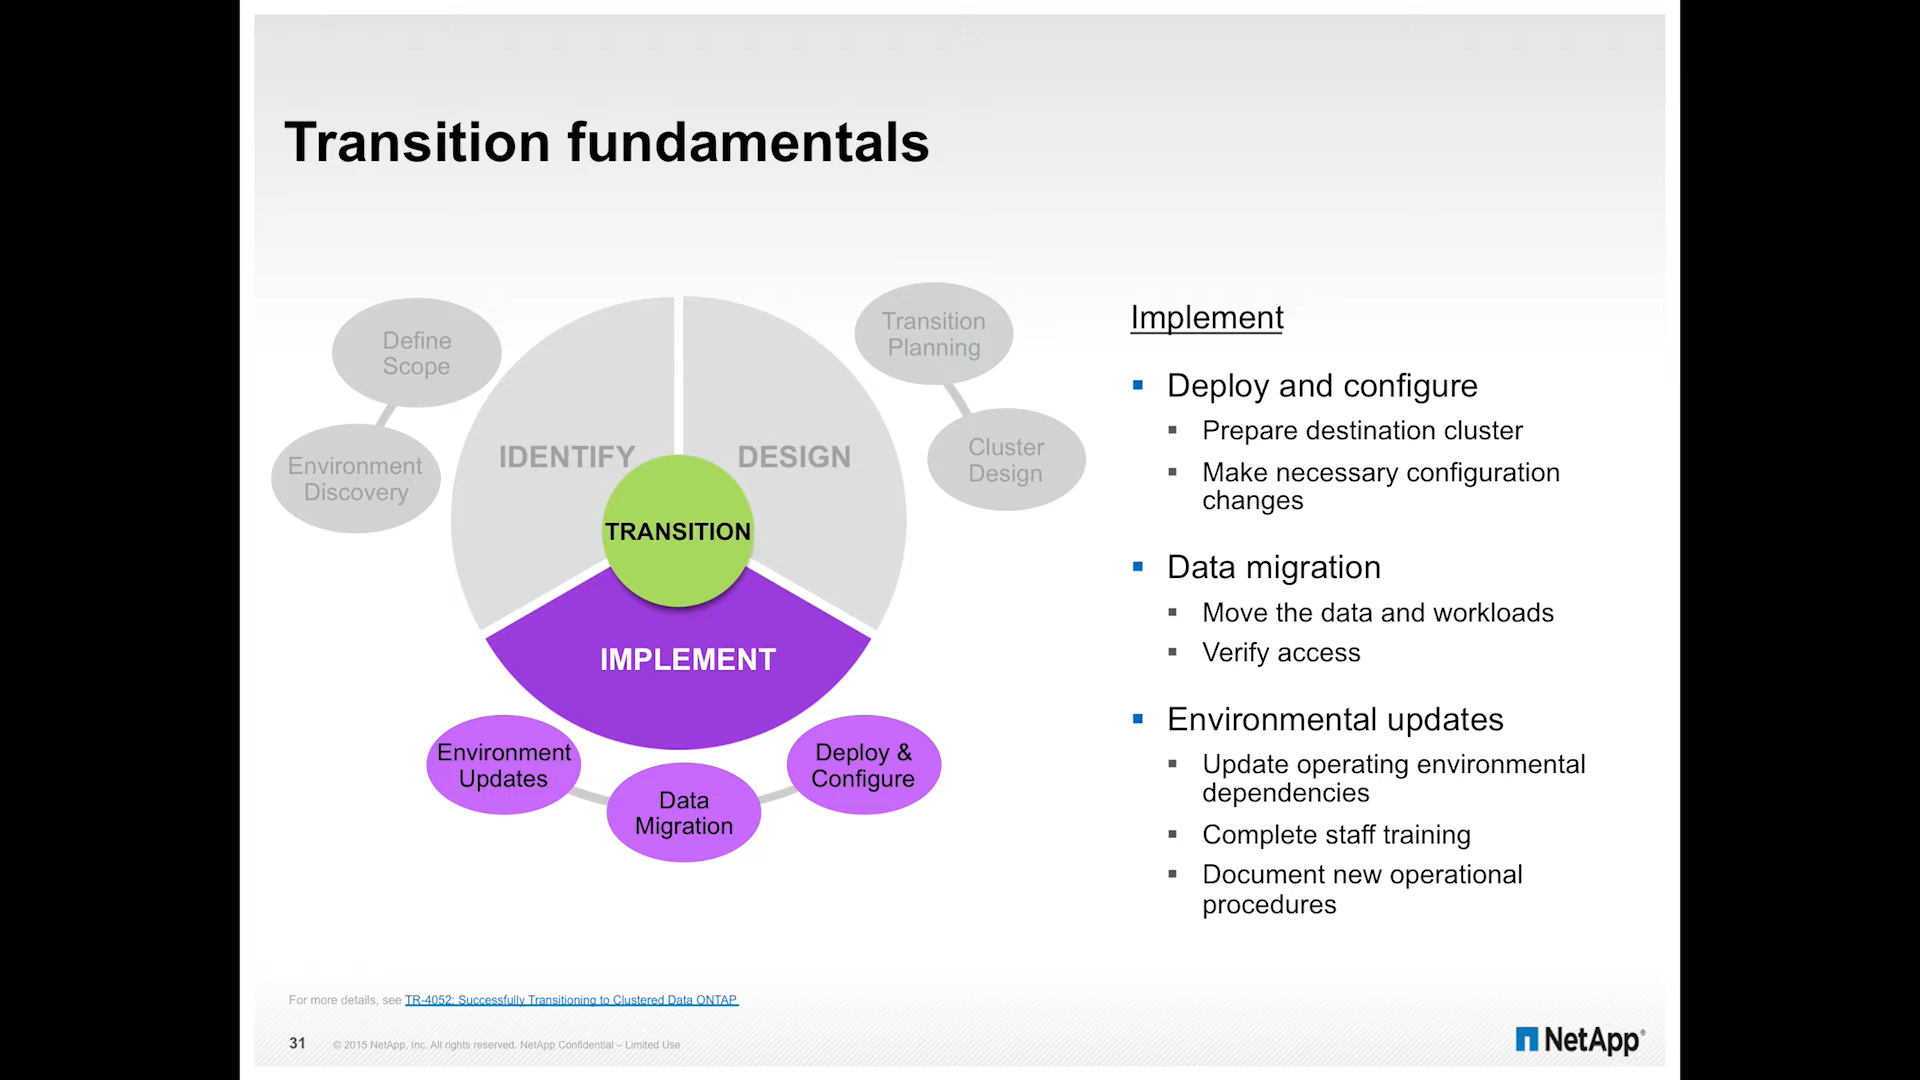 Transition fundamentals
Define
Scope
Environment
Discovery
IDENTIFY
DESIGN
TRANSITION
IMPLEMENT
Transition
Planning
Cluster
Design
Environment
Updates
Data
Migration
Deploy &
Configure
Implement
Deploy and configure
Prepare destination cluster
Make necessary configuration
changes
Data migration
Move the data and workloads
Verify access
Environmental updates
Update operating environmental
dependencies
Complete staff training
Document new operational
procedures
For more details, see TR-4052: Successfully Transitioning to Clustered Data ONTAP
31 © 2015 NetApp, Inc. All rights reserved. NetApp Confidential – Limited Use
NetApp®